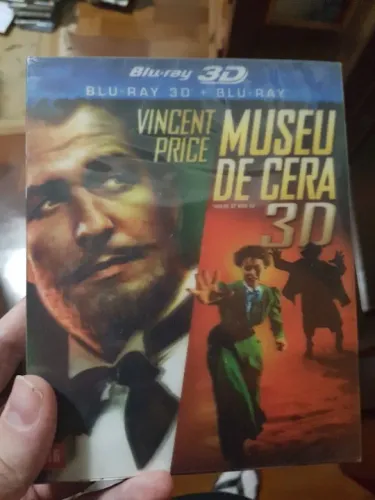 Blu-ray 3D
BLU-RAY 3D + BLU-RAY
VINCENT
PRICE
MUSEU
DE CERA
3D